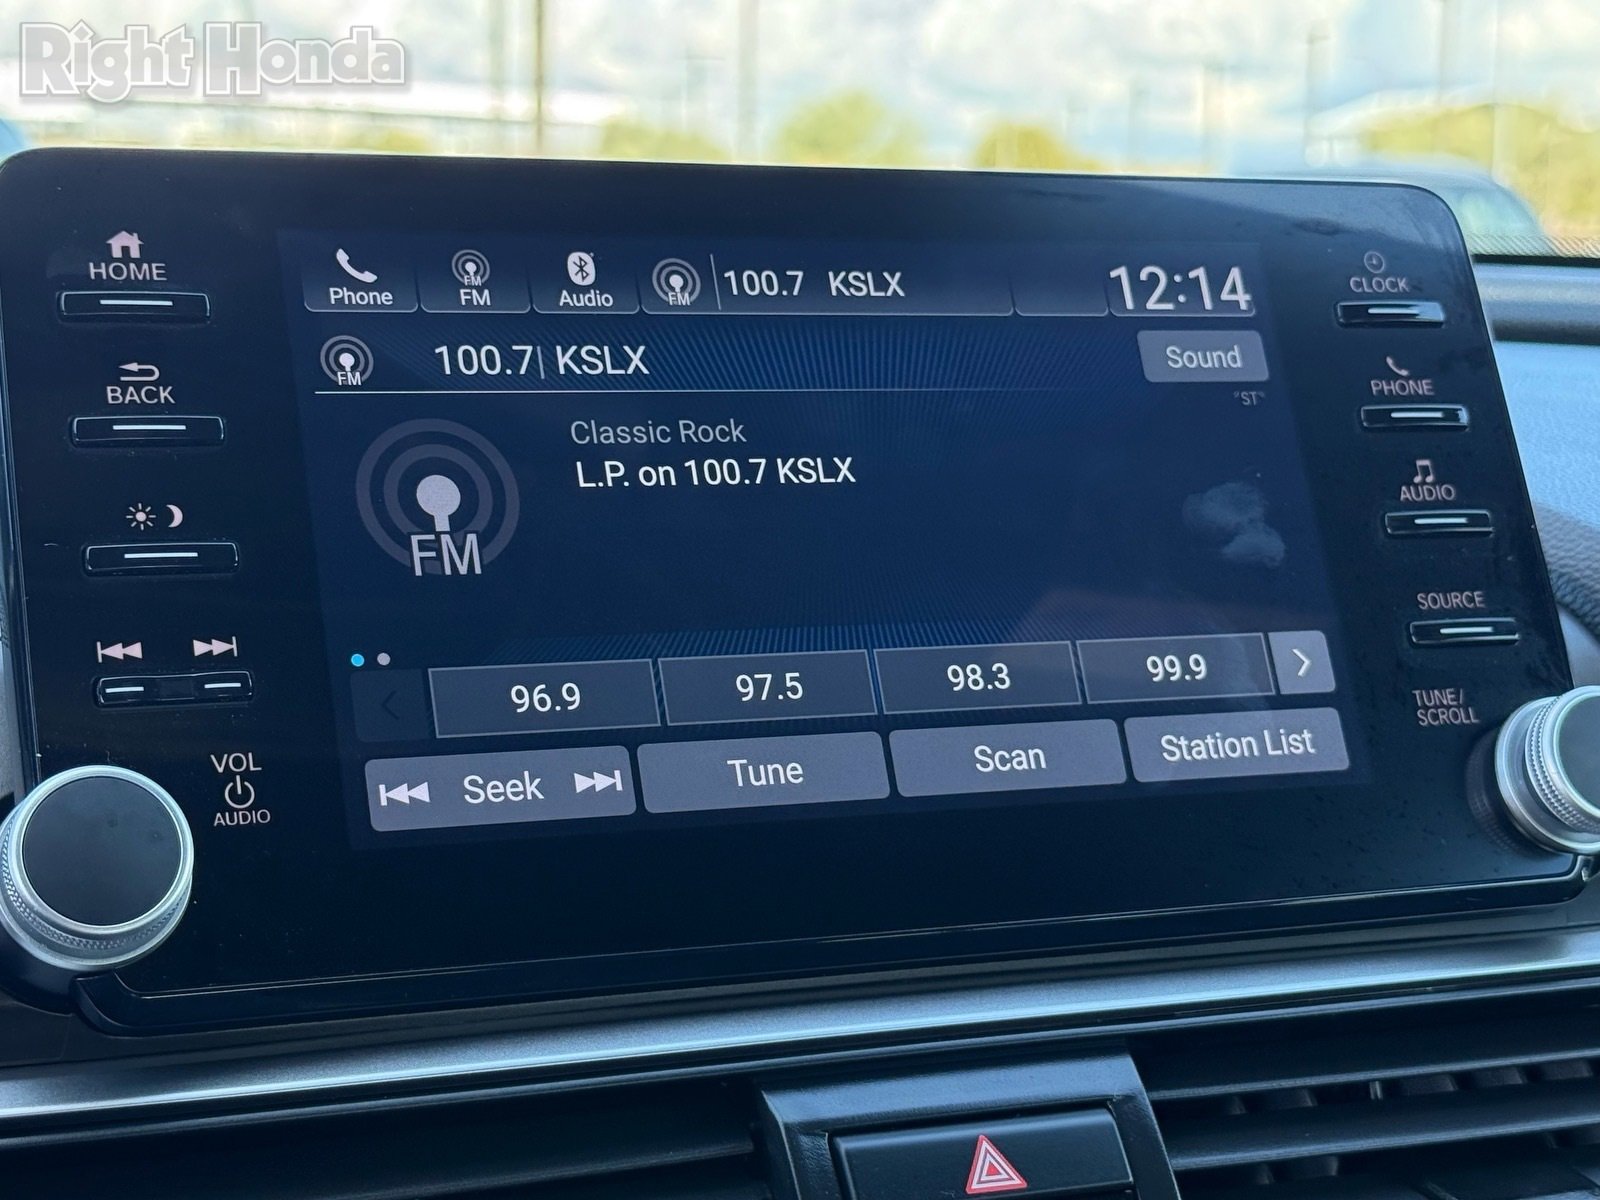 Right Honda
HOME
BACK
VOL
AUDIO
Phone
FM
FM
Audio
FM
100.7 KSLX
12:14
FM
100.7| KSLX
Sound
ST
Classic Rock
L.P. on 100.7 KSLX
FM
96.9
97.5
98.3
99.9
Seek
Tune
Scan
Station List
CLOCK
PHONE
AUDIO
SOURCE
TUNE/
SCROLL